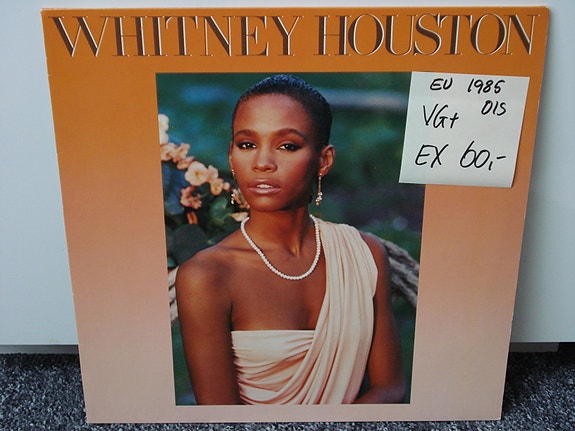 WHITNEY HOUSTON
EU 1985
OIS
VG+
EX 60,-